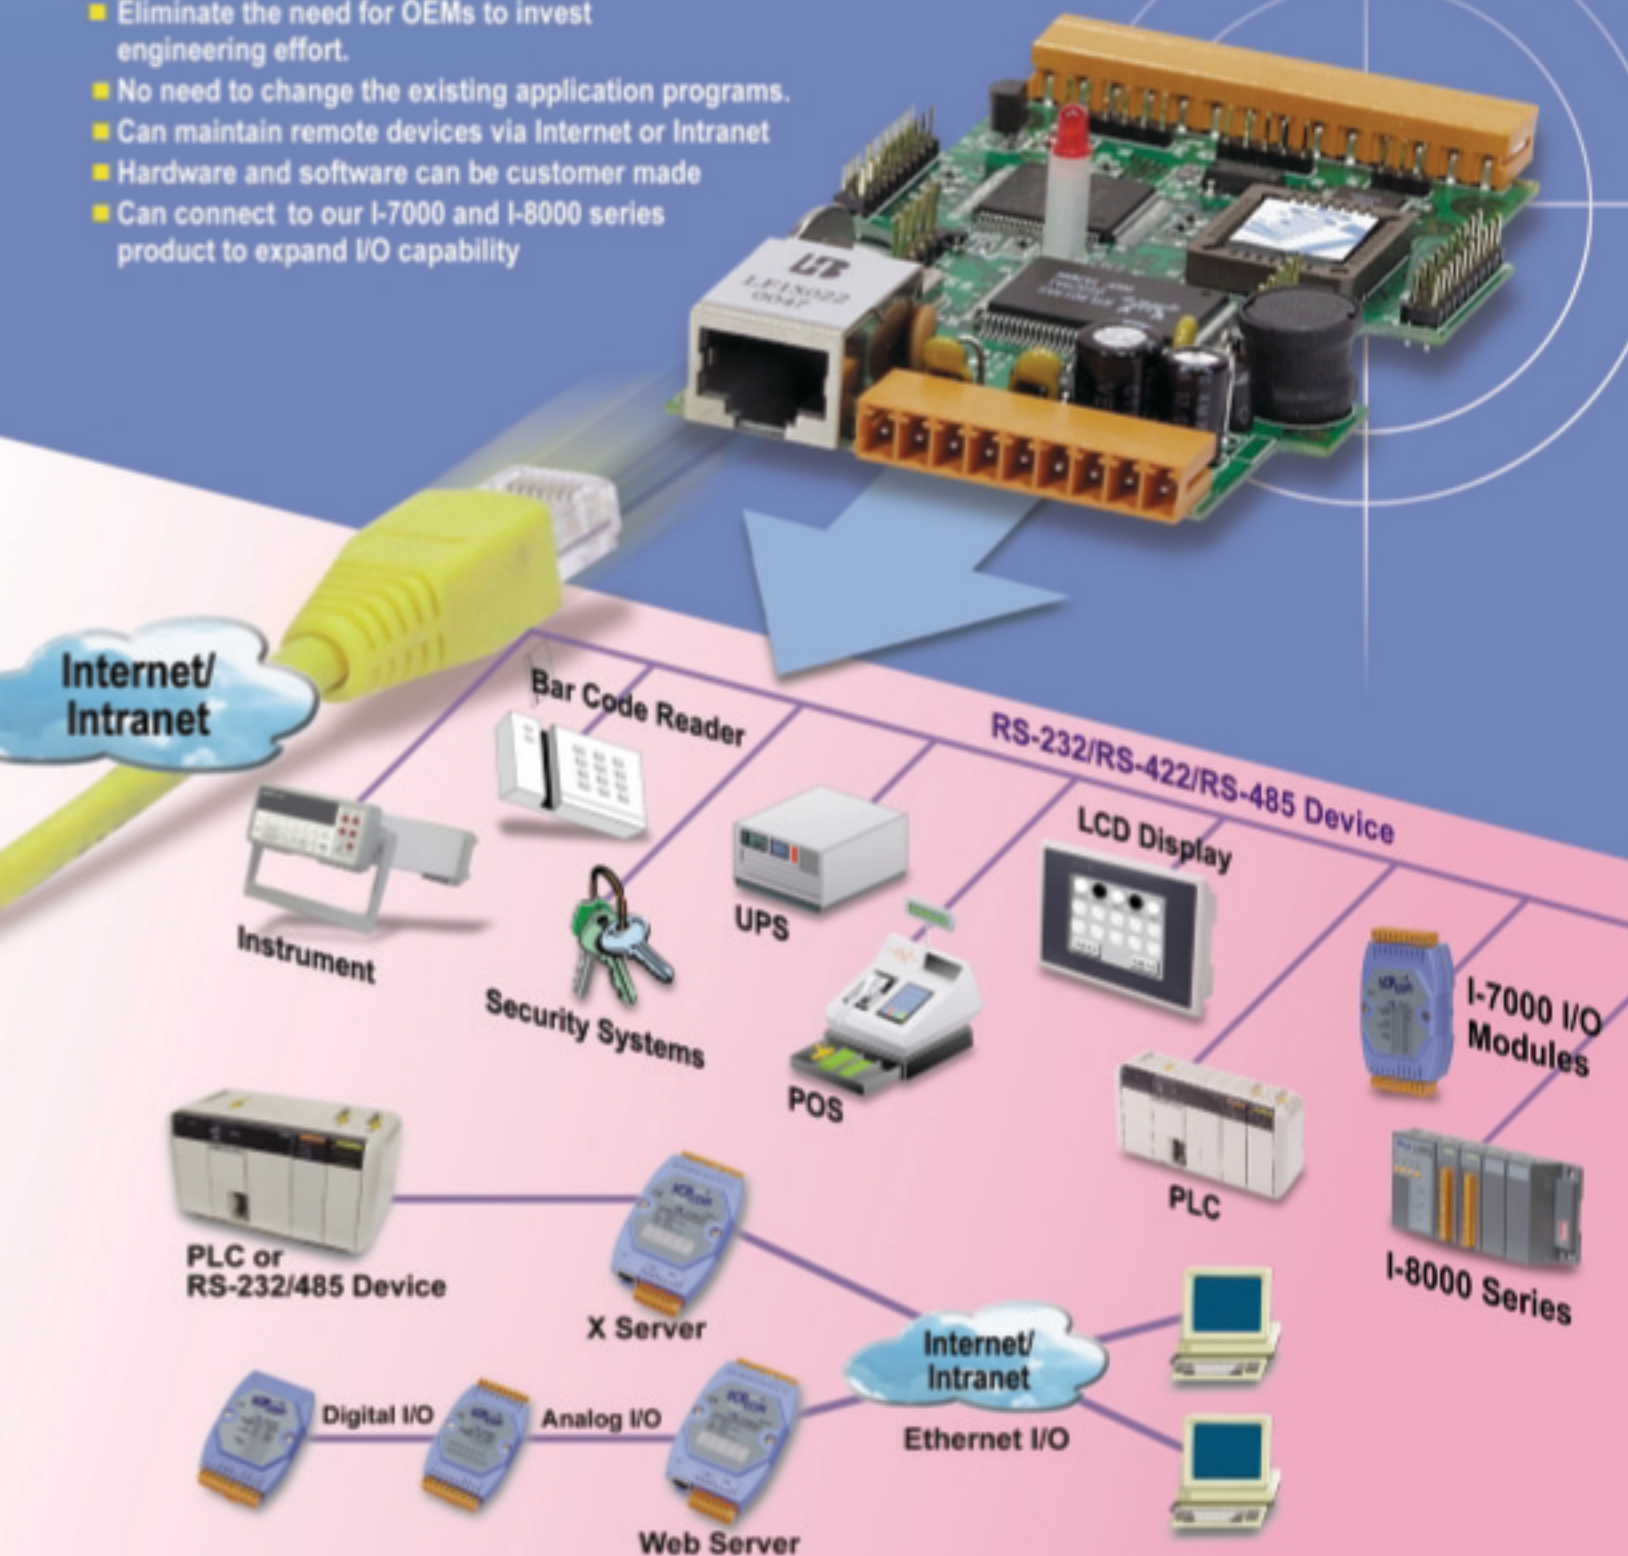 Eliminate the need for OEMs to invest
engineering effort.
No need to change the existing application programs.
Can maintain remote devices via Internet or Intranet
Hardware and software can be customer made
Can connect to our I-7000 and I-8000 series
product to expand I/O capability
LF1S022
0047
Internet/
Intranet
Bar Code Reader
RS-232/RS-422/RS-485 Device
LCD Display
Instrument
UPS
Security Systems
I-7000 I/O
Modules
POS
PLC
I-8000 Series
PLC or
RS-232/485 Device
X Server
Internet/
Intranet
Digital I/O
Analog I/O
Ethernet I/O
Web Server